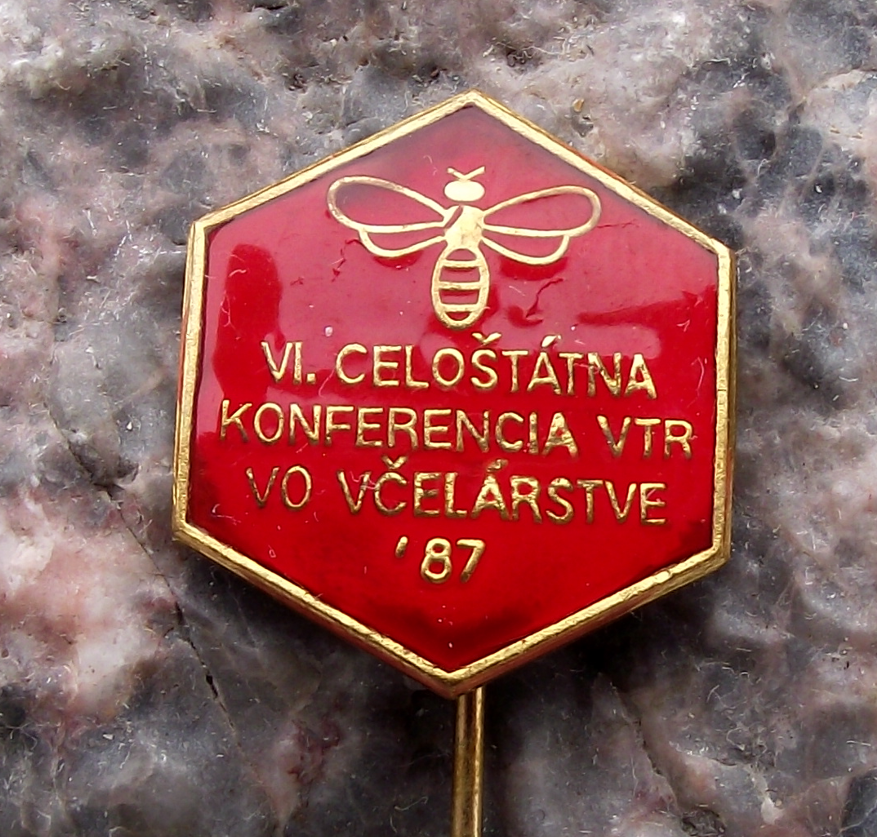 VI. CELOŠTÁTNA
KONFERENCIA VTR
VO VČELÁRSTVE
'87